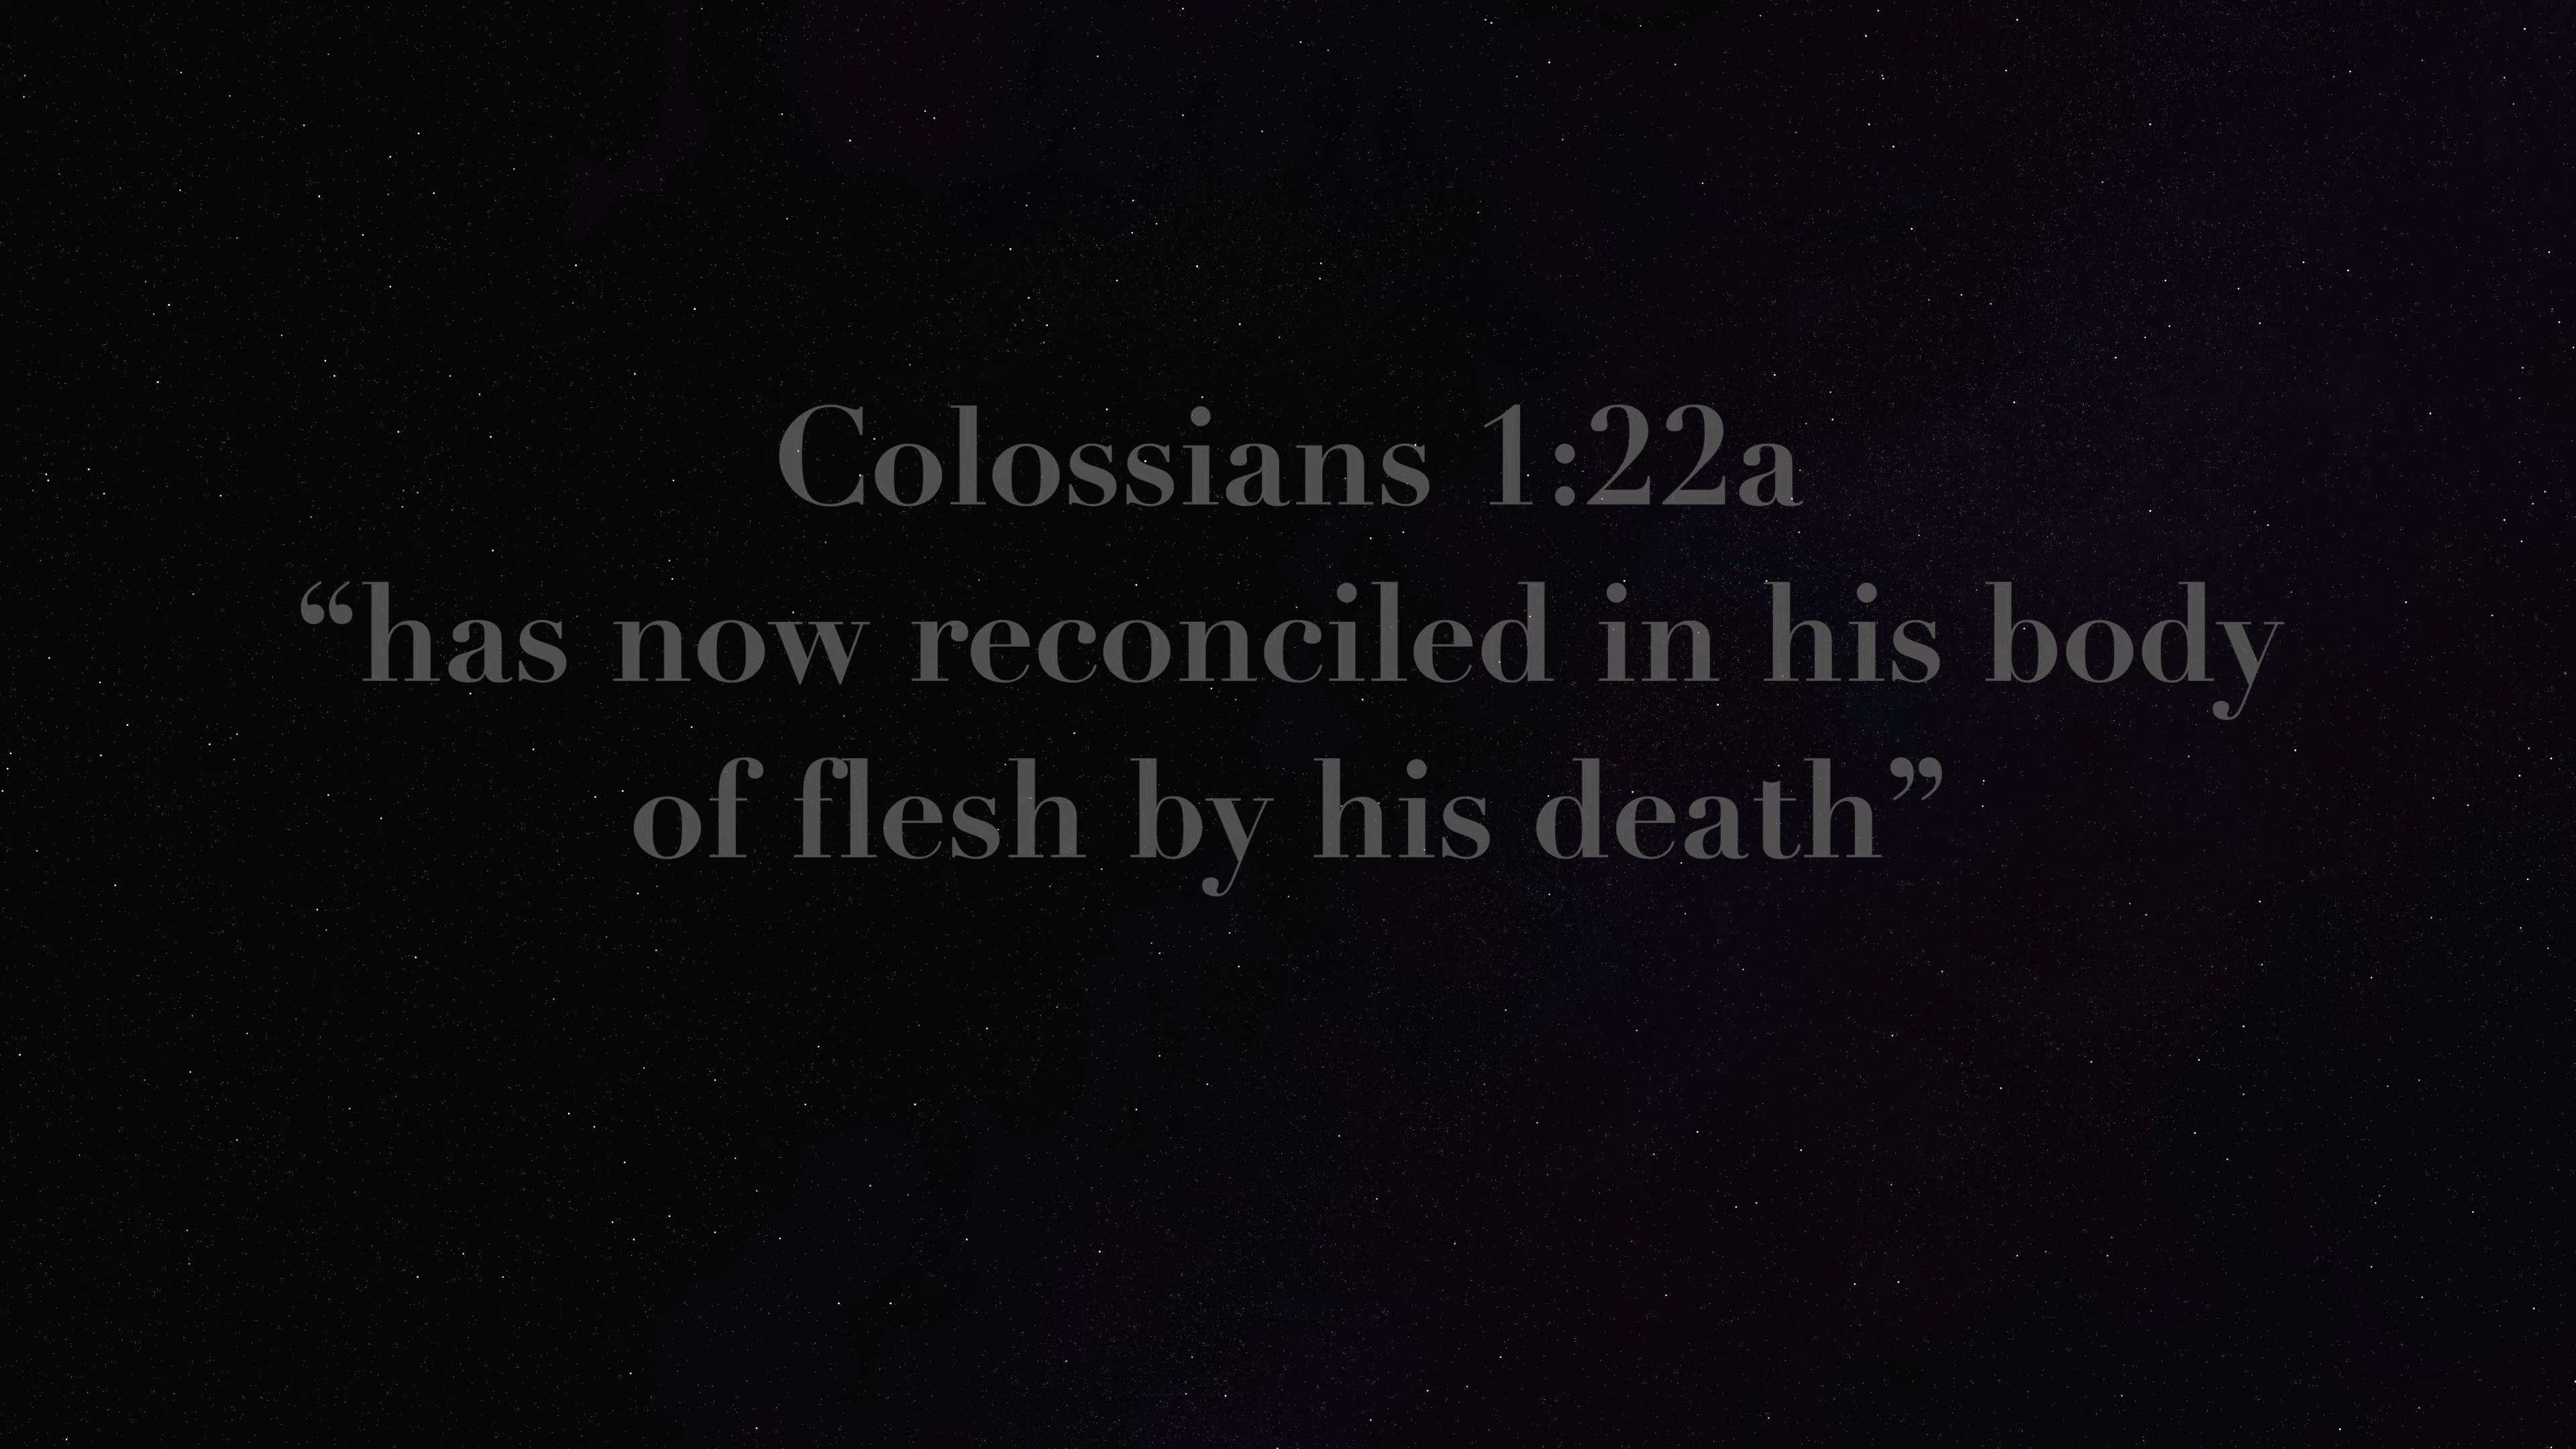 Colossians 1:22a
“has now reconciled in his body
of flesh by his death”